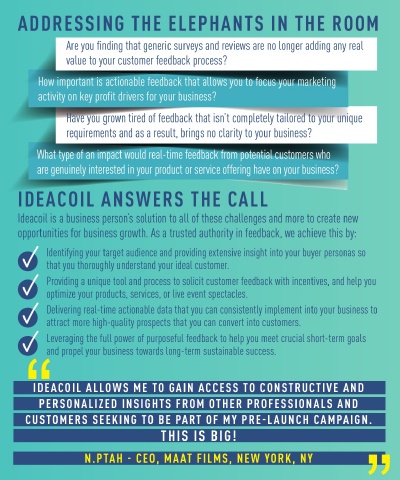 ADDRESSING THE ELEPHANTS IN THE ROOM
Are you finding that generic surveys and reviews are no longer adding any real
value to your customer feedback process?
How important is actionable feedback that allows you to focus your marketing
activity on key profit drivers for your business?
Have you grown tired of feedback that isn't completely tailored to your unique
requirements and as a result, brings no clarity to your business?
What type of an impact would real-time feedback from potential customers who
are genuinely interested in your product or service offering have on your business?
IDEACOIL ANSWERS THE CALL
Ideacoil is a business person's solution to all of these challenges and more to create new
opportunities for business growth. As a trusted authority in feedback, we achieve this by:
Identifying your target audience and providing extensive insight into your buyer personas so
that you thoroughly understand your ideal customer.
Providing a unique tool and process to solicit customer feedback with incentives, and help you
optimize your products, services, or live event spectacles.
Delivering real-time actionable data that you can consistently implement into your business to
attract more high-quality prospects that you can convert into customers.
Leveraging the full power of purposeful feedback to help you meet crucial short-term goals
and propel your business towards long-term sustainable success.
“
IDEACOIL ALLOWS ME TO GAIN ACCESS TO CONSTRUCTIVE AND
PERSONALIZED INSIGHTS FROM OTHER PROFESSIONALS AND
CUSTOMERS SEEKING TO BE PART OF MY PRE-LAUNCH CAMPAIGN.
THIS IS BIG!
N.PTAH - CEO, MAAT FILMS, NEW YORK, NY
”